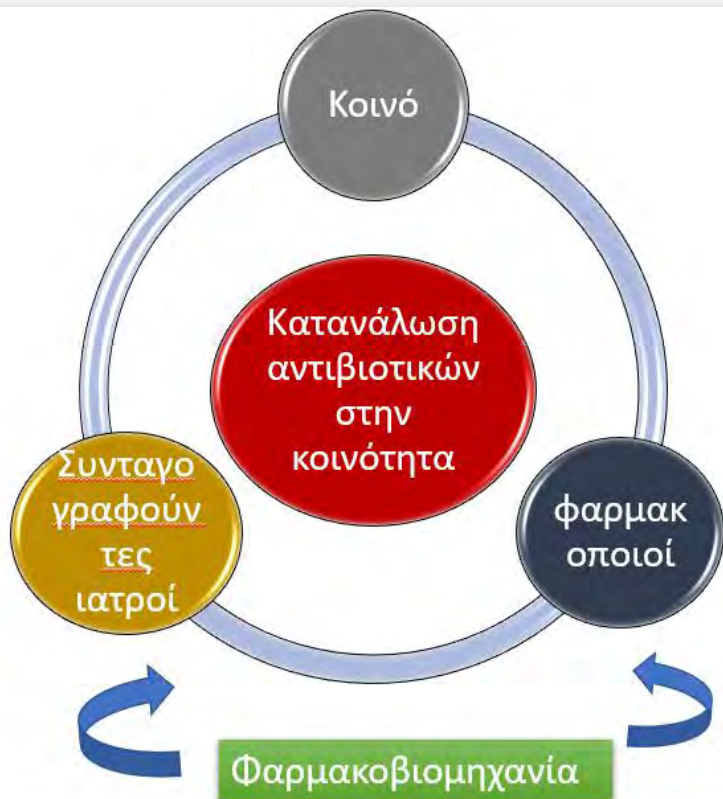 Κοινό
Κατανάλωση
αντιβιοτικών
στην
κοινότητα
Συνταγο
γραφούν
τες
ιατροί
φαρμακ
οποιοί
Φαρμακοβιομηχανία